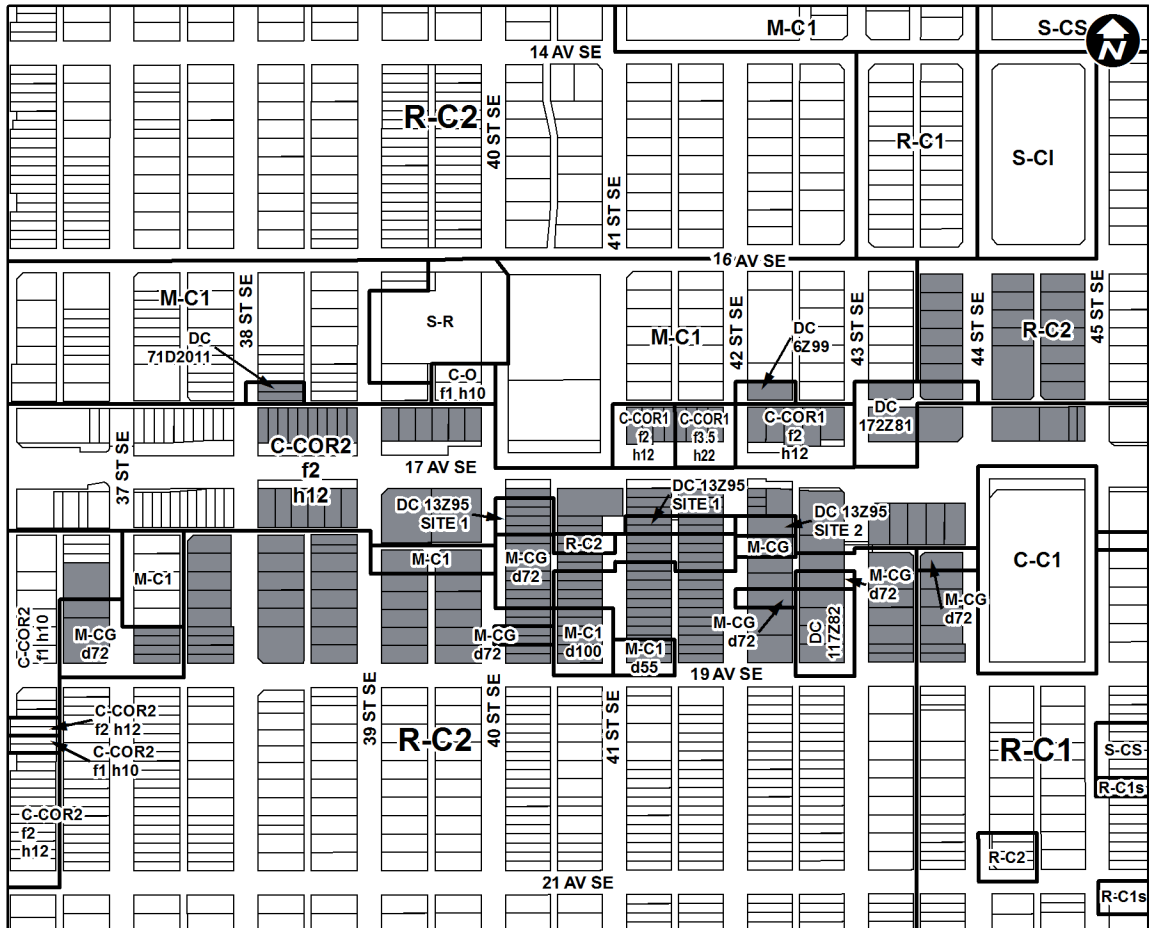 M-C1
S-CS
N
14 AV SE
R-C2
40 ST SE
R-C1
S-CI
41 ST SE
16 AV SE
M-C1
38 ST SE
DC
71D2011
S-R
C-O
f1 h10
M-C1
42 ST SE
DC
6Z99
43 ST SE
44 ST SE
R-C2
45 ST SE
C-COR1
f2
h12
C-COR1
f3.5
h22
C-COR1
f2
h12
DC
172Z81
37 ST SE
C-COR2
f2
h12
17 AV SE
DC 13Z95
SITE 1
DC 13Z95
SITE 1
DC 13Z95
SITE 2
R-C2
M-CG
M-C1
M-C1
M-CG
d72
C-C1
M-CG
d72
M-CG
d72
C-COR2
f1 h10
M-CG
d72
M-CG
d72
M-C1
d100
M-C1
d55
M-CG
d72
DC
117Z82
19 AV SE
39 ST SE
40 ST SE
41 ST SE
C-COR2
f2 h12
C-COR2
f1 h10
R-C2
R-C1
S-CS
R-C1s
C-COR2
f2
h12
R-C2
21 AV SE
R-C1s